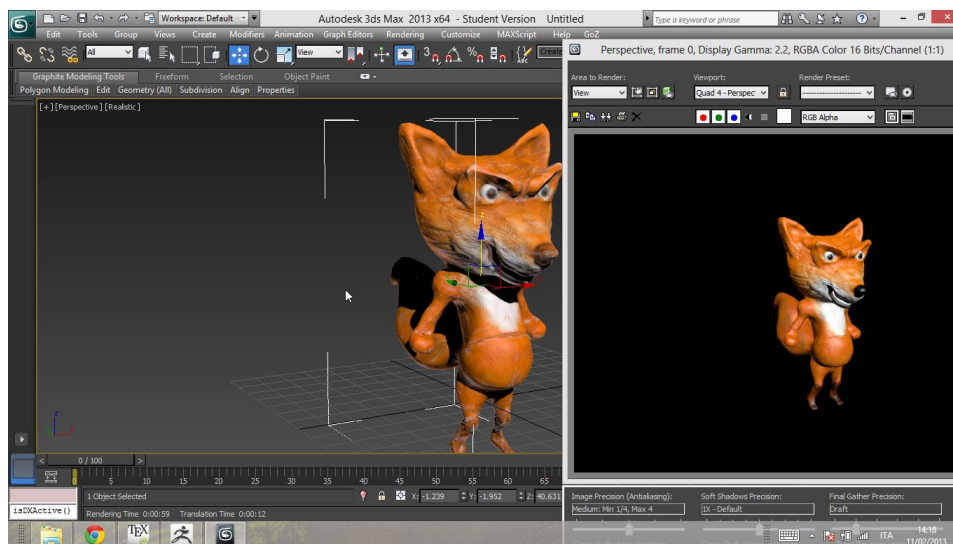 Workspace: Default
Autodesk 3ds Max 2013 x64 - Student Version Untitled
Type a keyword or phrase
Edit Tools Group Views Create Modifiers Animation Graph Editors Rendering Customize MAXScript Help GoZ
All View Create
Graphite Modeling Tools Freeform Selection Object Paint
Polygon Modeling Edit Geometry (All) Subdivision Align Properties
[+][Perspective][Realistic]
Perspective, frame 0, Display Gamma: 2.2, RGBA Color 16 Bits/Channel (1:1)
Area to Render: Viewport: Render Preset:
View Quad 4 - Perspec
RGB Alpha
z
0 / 100
0 5 10 15 20 25 30 35 40 45 50 55 60 65
1 Object Selected X: -1.239 Y: -1.952 Z: 40.631
isDXActive() Rendering Time 0:00:59 Translation Time 0:00:12
Image Precision (Antialiasing): Soft Shadows Precision: Final Gather Precision:
Medium: Min 1/4, Max 4 1X - Default Draft
TEX
ITA
14:18
11/02/2013